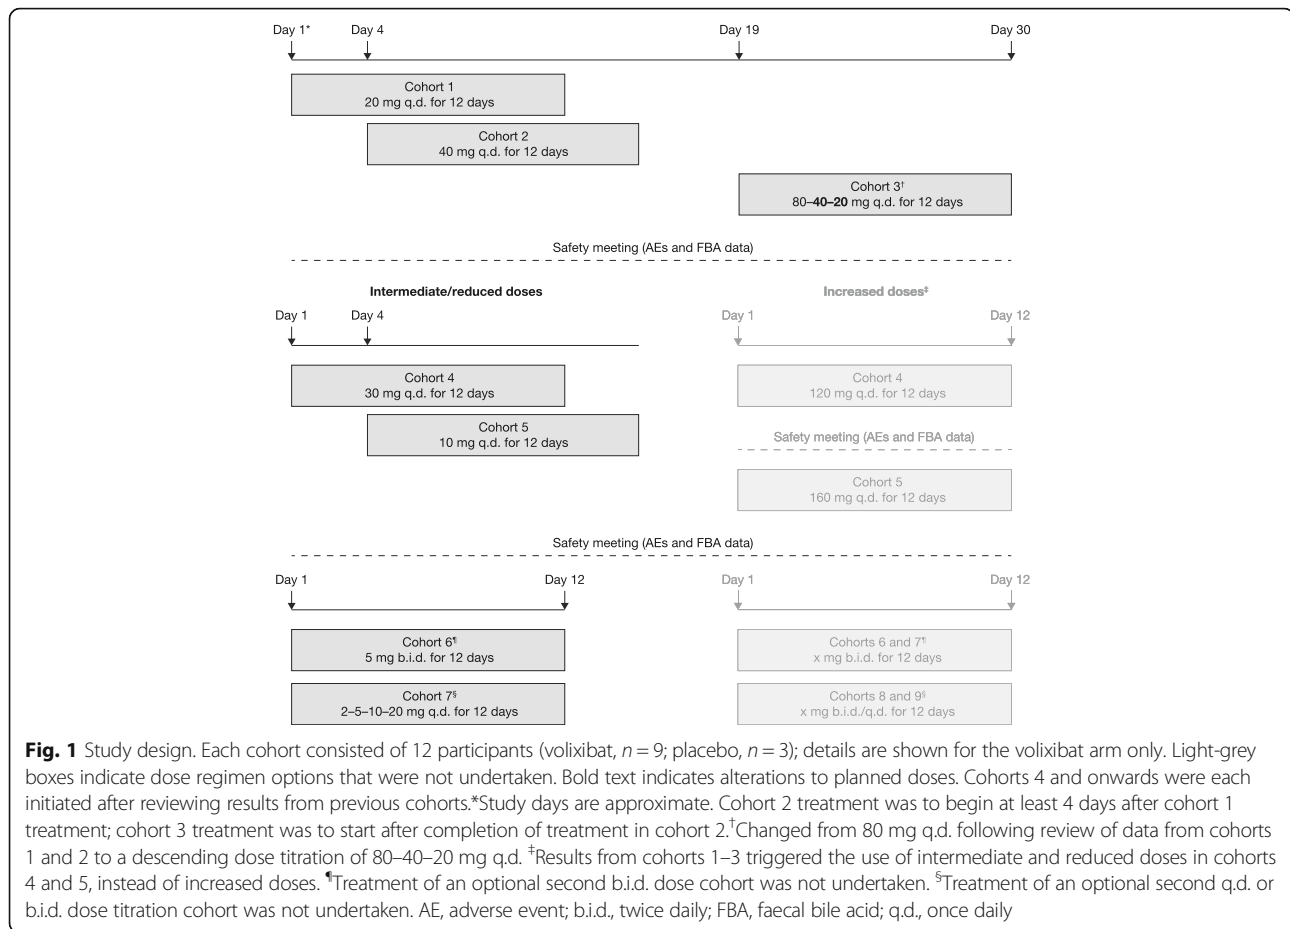 Day 1* Day 4 Day 19 Day 30
Cohort 1
20 mg q.d. for 12 days
Cohort 2
40 mg q.d. for 12 days
Cohort 3†
80–40–20 mg q.d. for 12 days
Safety meeting (AEs and FBA data)
Intermediate/reduced doses
Day 1 Day 4
Cohort 4
30 mg q.d. for 12 days
Cohort 5
10 mg q.d. for 12 days
Increased doses‡
Day 1 Day 12
Cohort 4
120 mg q.d. for 12 days
Safety meeting (AEs and FBA data)
Cohort 5
160 mg q.d. for 12 days
Safety meeting (AEs and FBA data)
Day 1 Day 12
Cohort 6¶
5 mg b.i.d. for 12 days
Cohort 7§
2–5–10–20 mg q.d. for 12 days
Day 1 Day 12
Cohorts 6 and 7¶
x mg b.i.d. for 12 days
Cohorts 8 and 9§
x mg b.i.d./q.d. for 12 days
Fig. 1 Study design. Each cohort consisted of 12 participants (volixibat, n = 9; placebo, n = 3); details are shown for the volixibat arm only. Light-grey
boxes indicate dose regimen options that were not undertaken. Bold text indicates alterations to planned doses. Cohorts 4 and onwards were each
initiated after reviewing results from previous cohorts.*Study days are approximate. Cohort 2 treatment was to begin at least 4 days after cohort 1
treatment; cohort 3 treatment was to start after completion of treatment in cohort 2.†Changed from 80 mg q.d. following review of data from cohorts
1 and 2 to a descending dose titration of 80–40–20 mg q.d. ‡Results from cohorts 1–3 triggered the use of intermediate and reduced doses in cohorts
4 and 5, instead of increased doses. ¶Treatment of an optional second b.i.d. dose cohort was not undertaken. §Treatment of an optional second q.d. or
b.i.d. dose titration cohort was not undertaken. AE, adverse event; b.i.d., twice daily; FBA, faecal bile acid; q.d., once daily